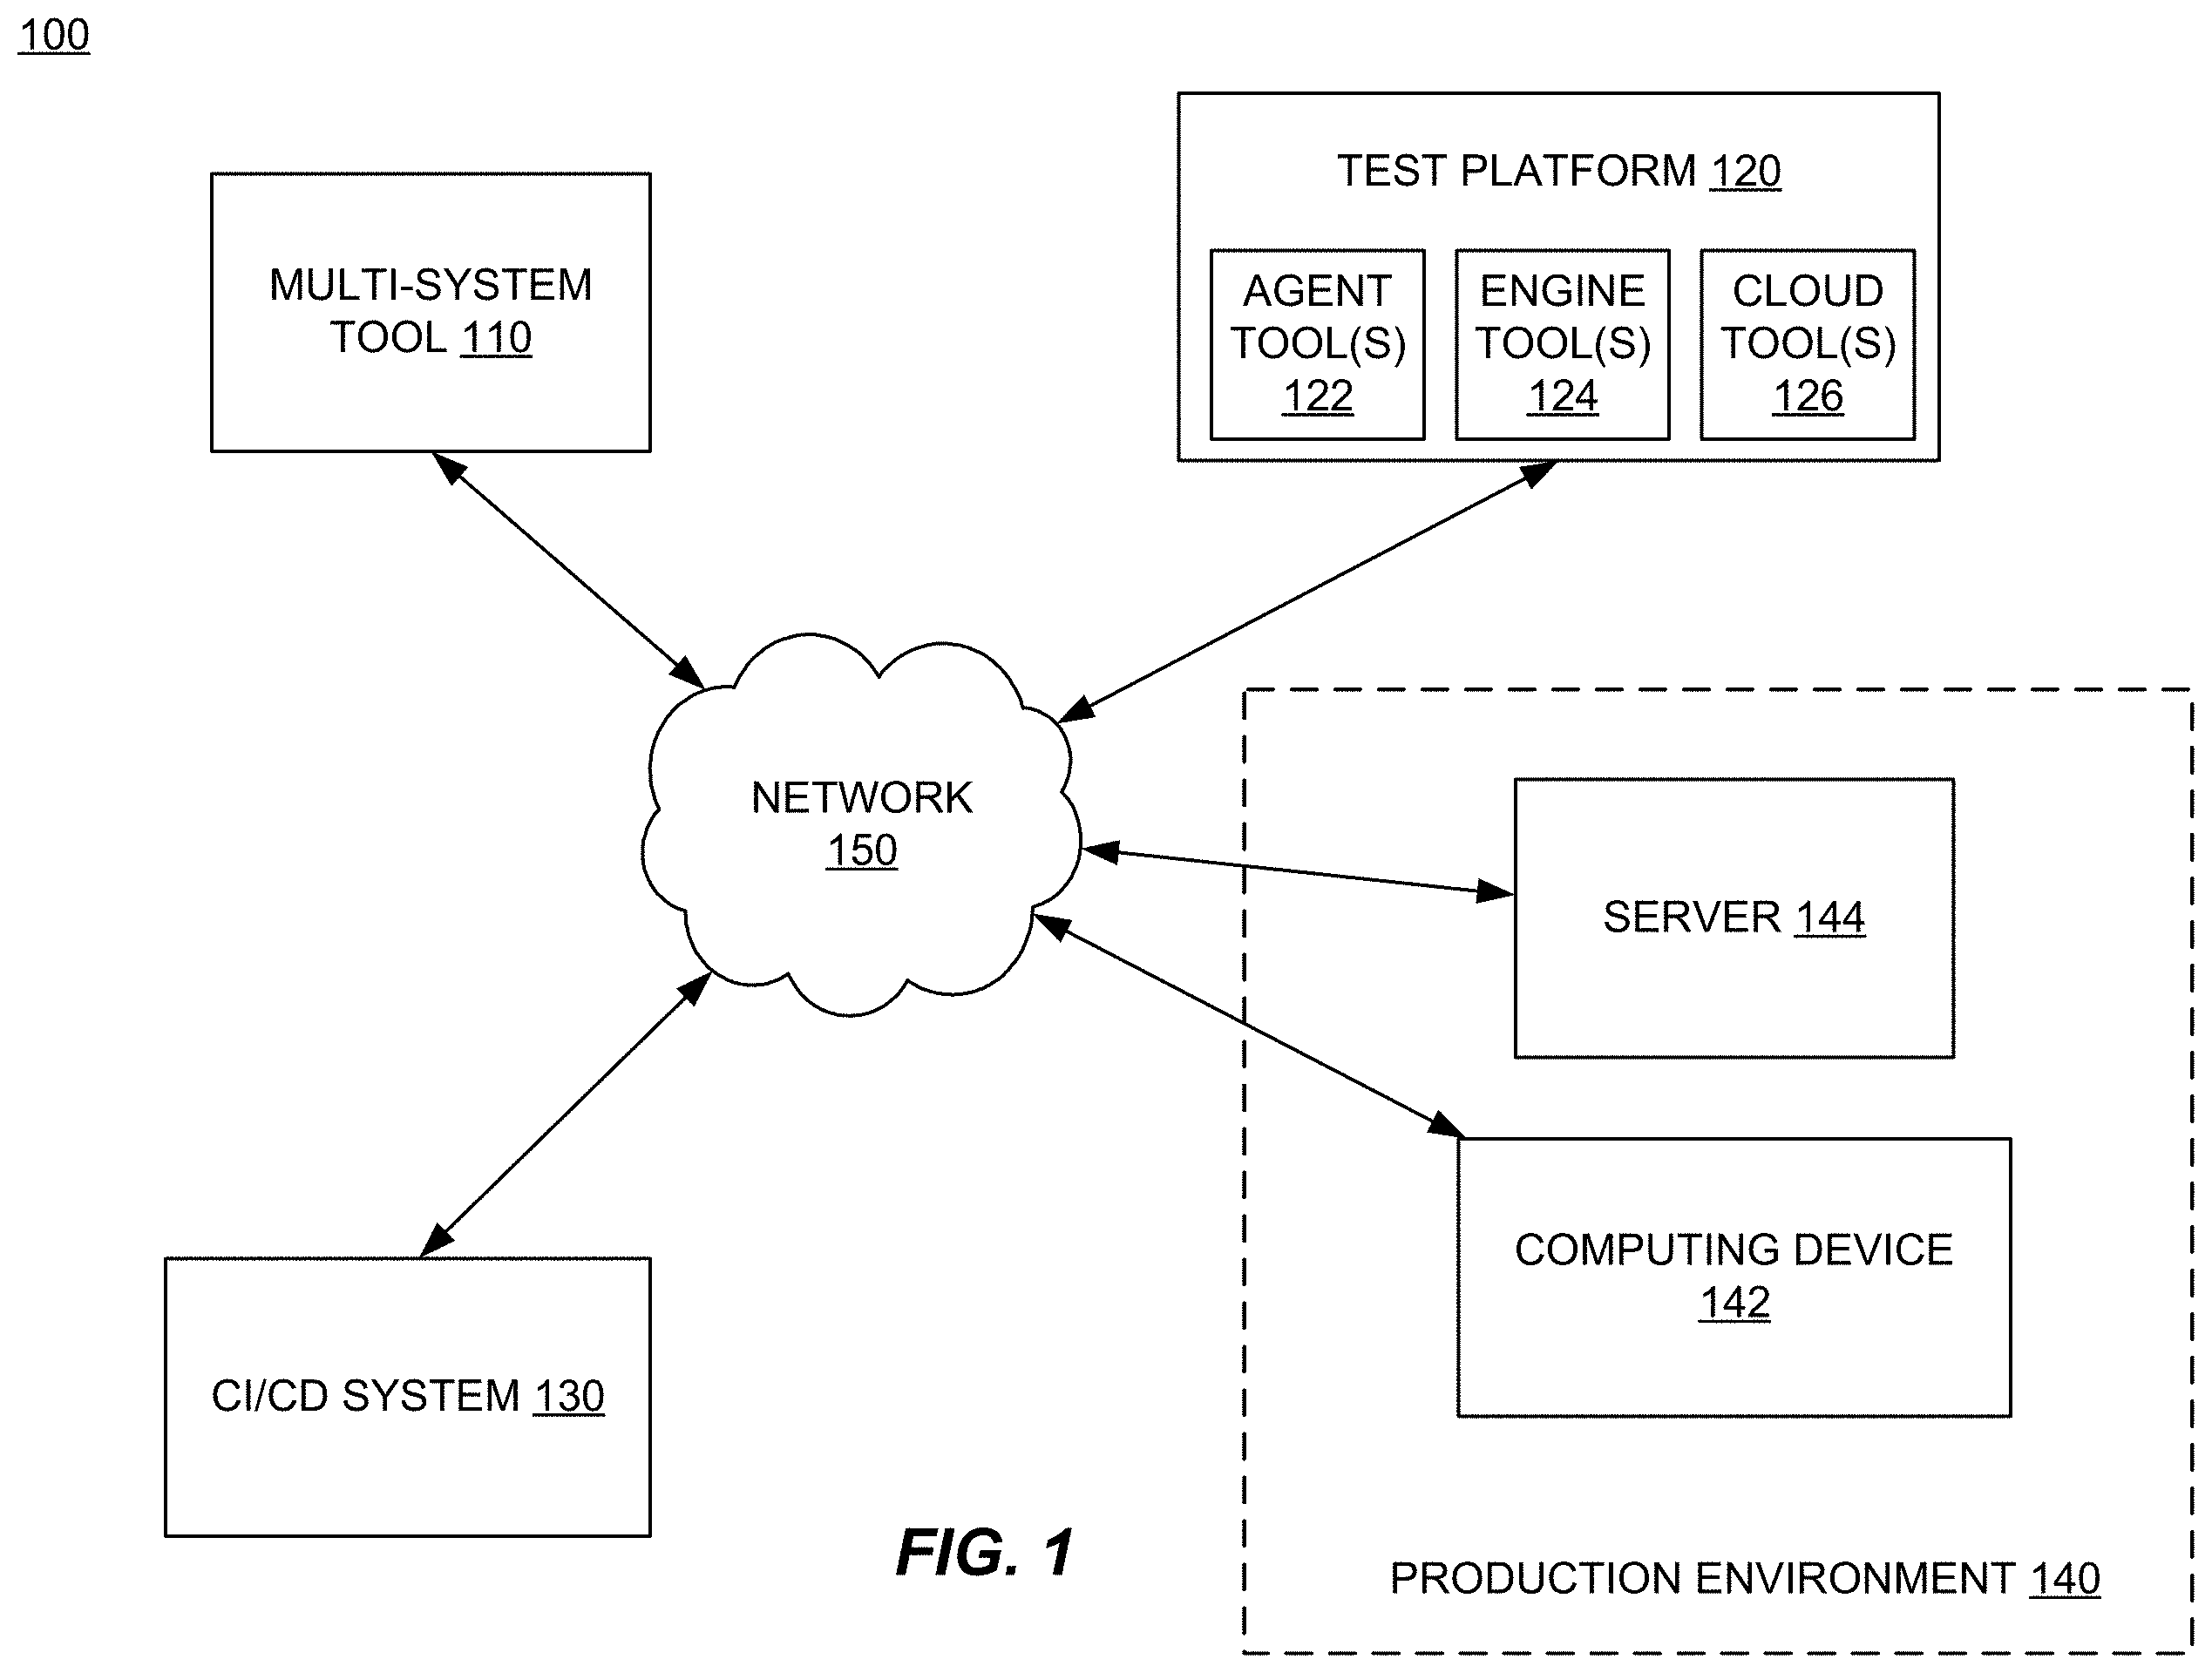 100
MULTI-SYSTEM
TOOL 110
TEST PLATFORM 120
AGENT
TOOL(S)
122
ENGINE
TOOL(S)
124
CLOUD
TOOL(S)
126
NETWORK
150
SERVER 144
COMPUTING DEVICE
142
CI/CD SYSTEM 130
PRODUCTION ENVIRONMENT 140
FIG. 1